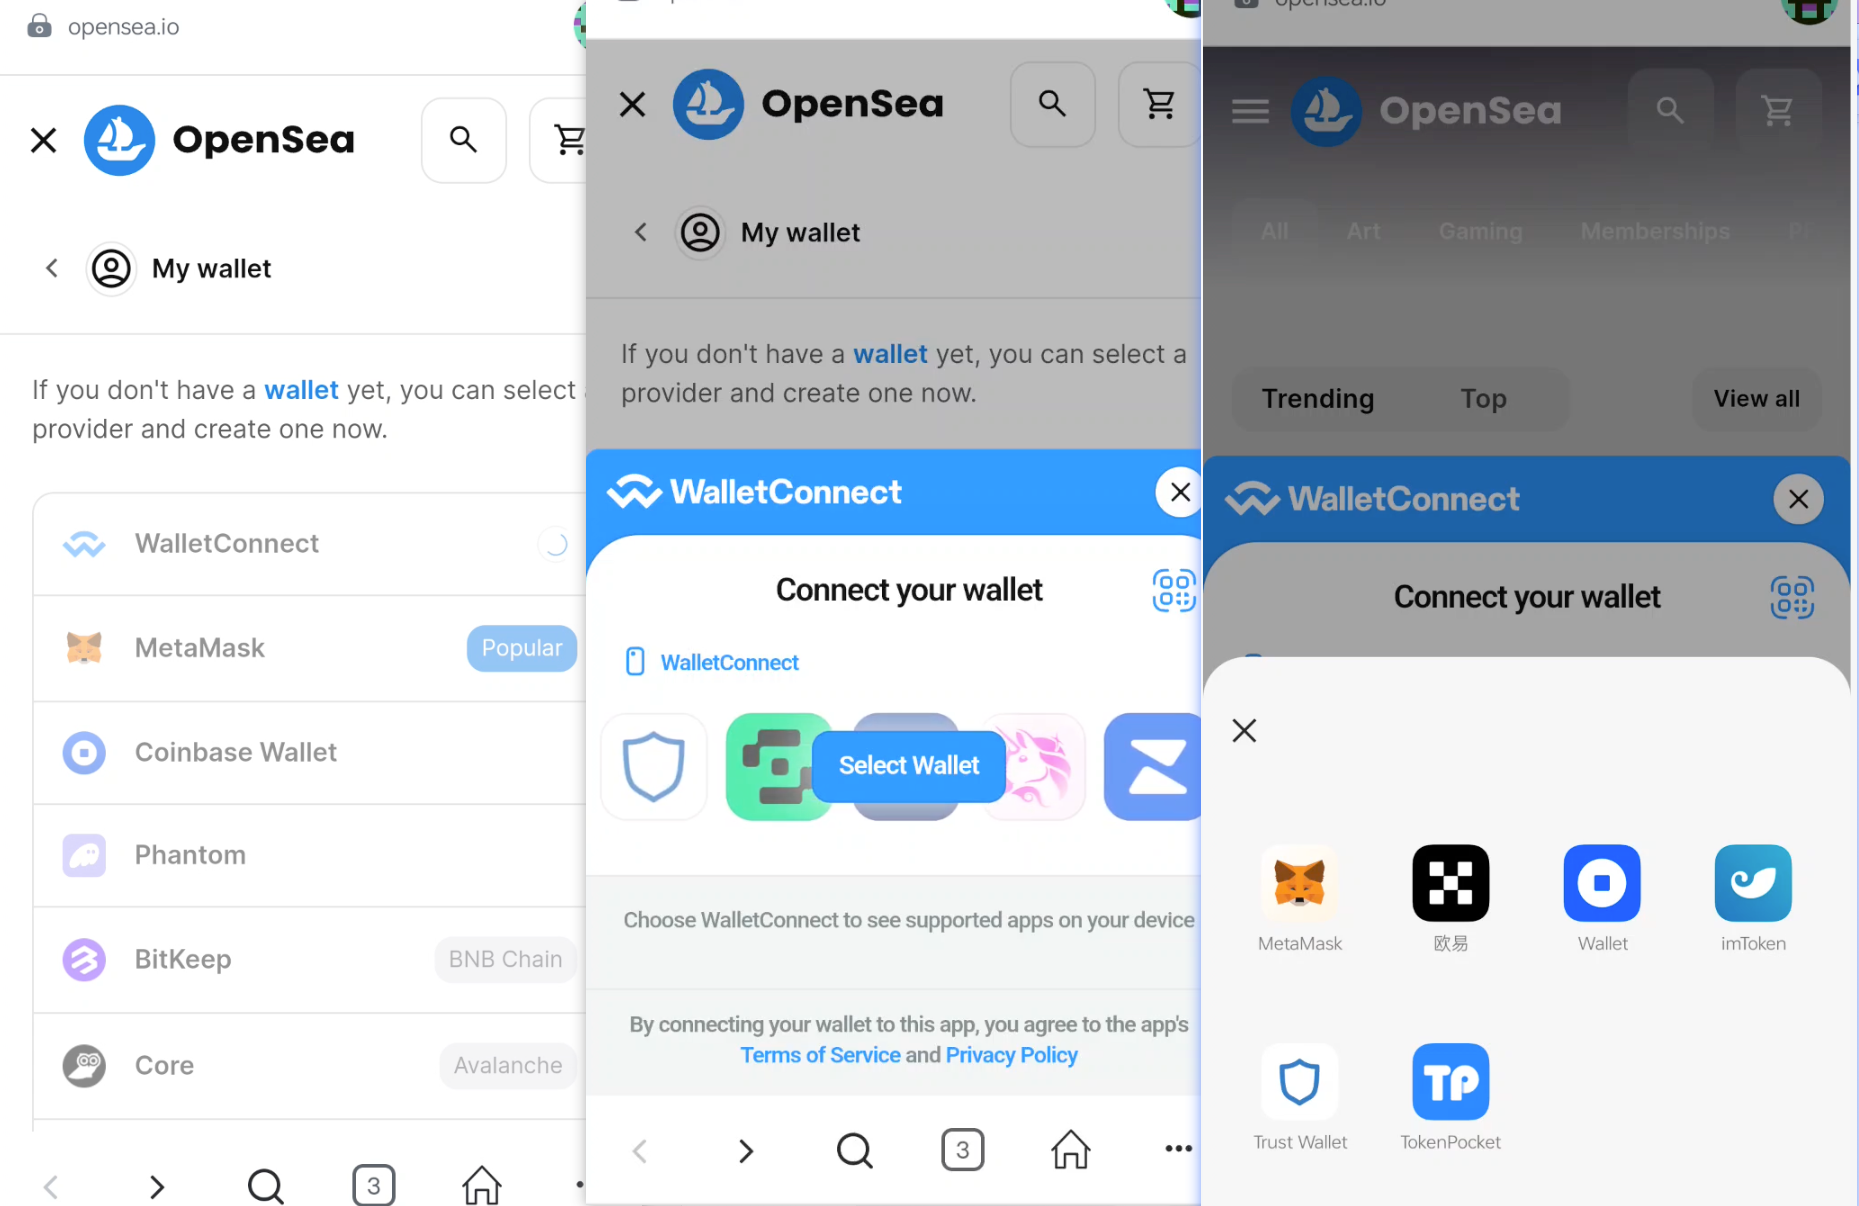 opensea.io
OpenSea
My wallet
If you don't have a wallet yet, you can select
provider and create one now.
WalletConnect
MetaMask
Popular
Coinbase Wallet
Phantom
BitKeep
BNB Chain
Core
Avalanche
3
OpenSea
My wallet
If you don't have a wallet yet, you can select a
provider and create one now.
WalletConnect
Connect your wallet
WalletConnect
Select Wallet
Choose WalletConnect to see supported apps on your device
By connecting your wallet to this app, you agree to the app's
Terms of Service and Privacy Policy
3
opensea.io
OpenSea
All Art Gaming Memberships
Trending Top View all
WalletConnect
Connect your wallet
MetaMask 欧易 Wallet imToken
TP
Trust Wallet TokenPocket